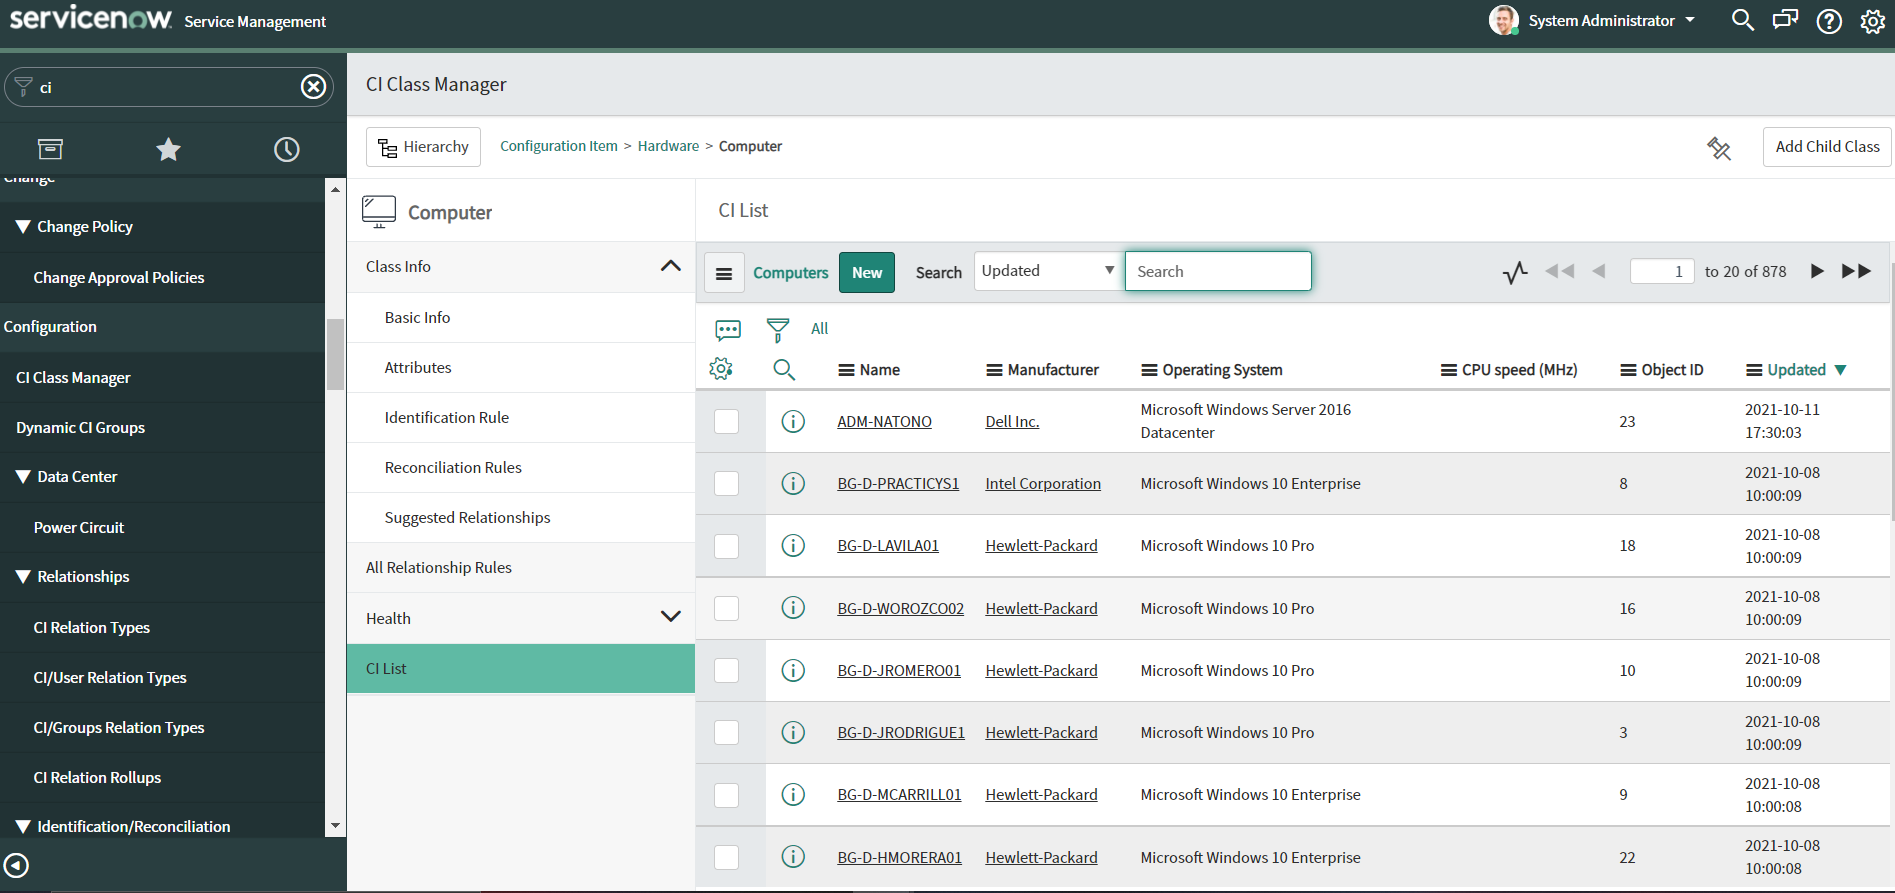 servicenow Service Management
System Administrator
ci
Change
Change Policy
Change Approval Policies
Configuration
CI Class Manager
Dynamic CI Groups
Data Center
Power Circuit
Relationships
CI Relation Types
CI/User Relation Types
CI/Groups Relation Types
CI Relation Rollups
Identification/Reconciliation
CI Class Manager
Hierarchy
Configuration Item > Hardware > Computer
Add Child Class
Computer
Class Info
Basic Info
Attributes
Identification Rule
Reconciliation Rules
Suggested Relationships
All Relationship Rules
Health
CI List
CI List
Computers New Search Updated Search 1 to 20 of 878
All
Name Manufacturer Operating System CPU speed (MHz) Object ID Updated
ADM-NATONO Dell Inc. Microsoft Windows Server 2016 Datacenter 23 2021-10-11 17:30:03
BG-D-PRACTICYS1 Intel Corporation Microsoft Windows 10 Enterprise 8 2021-10-08 10:00:09
BG-D-LAVILA01 Hewlett-Packard Microsoft Windows 10 Pro 18 2021-10-08 10:00:09
BG-D-WOROZCO02 Hewlett-Packard Microsoft Windows 10 Pro 16 2021-10-08 10:00:09
BG-D-JROMERO01 Hewlett-Packard Microsoft Windows 10 Pro 10 2021-10-08 10:00:09
BG-D-JRODRIGUE1 Hewlett-Packard Microsoft Windows 10 Pro 3 2021-10-08 10:00:09
BG-D-MCARRILL01 Hewlett-Packard Microsoft Windows 10 Enterprise 9 2021-10-08 10:00:08
BG-D-HMORERA01 Hewlett-Packard Microsoft Windows 10 Enterprise 22 2021-10-08 10:00:08